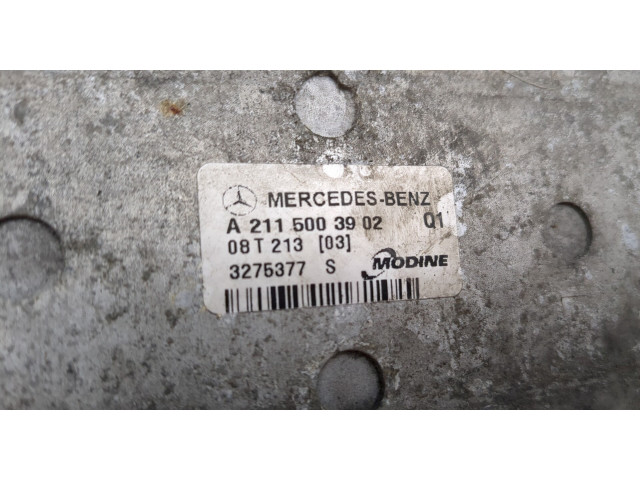 MERCEDES-BENZ
A 211 500 39 02 Q1
08 T 213 [03]
3275377 S MODINE